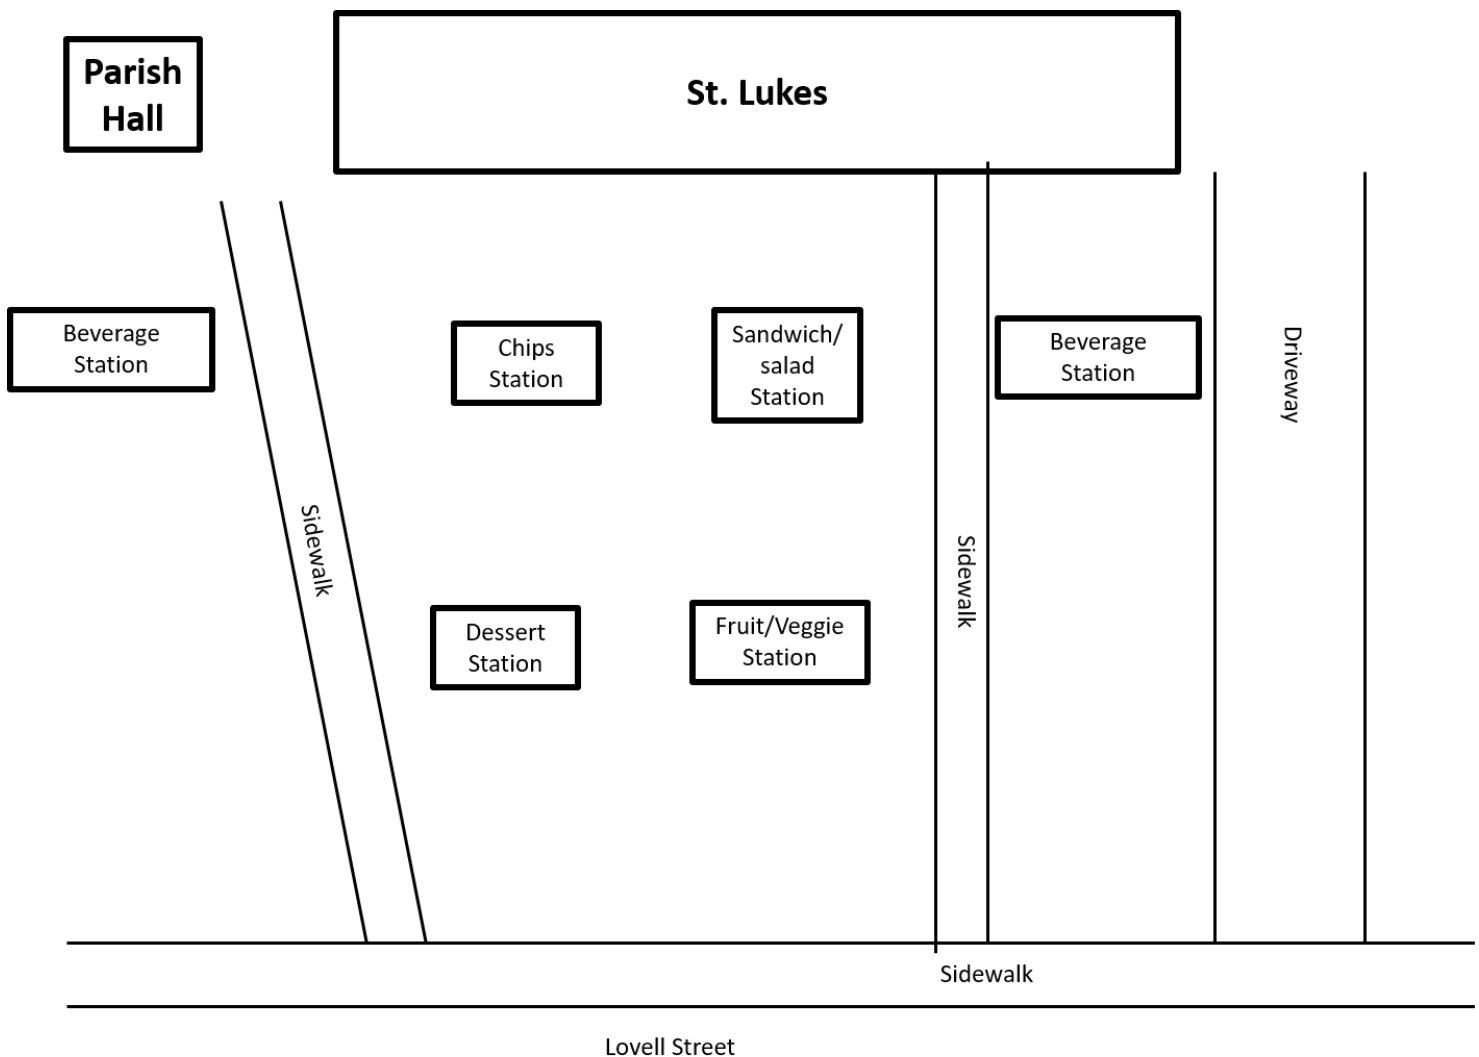 Parish
Hall
St. Lukes
Beverage
Station
Chips
Station
Sandwich/
salad
Station
Beverage
Station
Driveway
Sidewalk
Sidewalk
Dessert
Station
Fruit/Veggie
Station
Sidewalk
Lovell Street